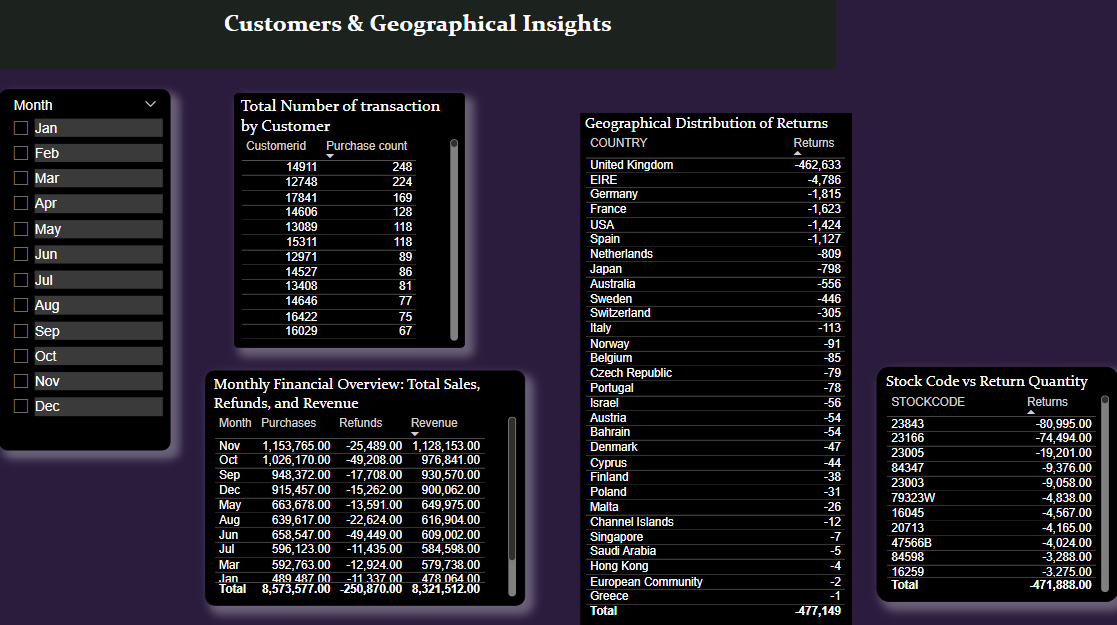 Customers & Geographical Insights
Month
Jan
Feb
Mar
Apr
May
Jun
Jul
Aug
Sep
Oct
Nov
Dec
Total Number of transaction
by Customer
Customerid Purchase count
14911 248
12748 224
17841 169
14606 128
13089 118
15311 118
12971 89
14527 86
13408 81
14646 77
16422 75
16029 67
Monthly Financial Overview: Total Sales,
Refunds, and Revenue
Month Purchases Refunds Revenue
Nov 1,153,765.00 -25,489.00 1,128,153.00
Oct 1,026,170.00 -49,208.00 976,841.00
Sep 948,372.00 -17,708.00 930,570.00
Dec 915,457.00 -15,262.00 900,062.00
May 663,678.00 -13,591.00 649,975.00
Aug 639,617.00 -22,624.00 616,904.00
Jun 658,547.00 -49,449.00 609,002.00
Jul 596,123.00 -11,435.00 584,598.00
Mar 592,763.00 -12,924.00 579,738.00
Jan 489,487.00 -11,337.00 478,064.00
Total 8,573,577.00 -250,870.00 8,321,512.00
Geographical Distribution of Returns
COUNTRY Returns
United Kingdom -462,633
EIRE -4,786
Germany -1,815
France -1,623
USA -1,424
Spain -1,127
Netherlands -809
Japan -798
Australia -556
Sweden -446
Switzerland -305
Italy -113
Norway -91
Belgium -85
Czech Republic -79
Portugal -78
Israel -56
Austria -54
Bahrain -54
Denmark -47
Cyprus -44
Finland -38
Poland -31
Malta -26
Channel Islands -12
Singapore -7
Saudi Arabia -5
Hong Kong -4
European Community -2
Greece -1
Total -477,149
Stock Code vs Return Quantity
STOCKCODE Returns
23843 -80,995.00
23166 -74,494.00
23005 -19,201.00
84347 -9,376.00
23003 -9,058.00
79323W -4,838.00
16045 -4,567.00
20713 -4,165.00
47566B -4,024.00
84598 -3,288.00
16259 -3,275.00
Total -471,888.00